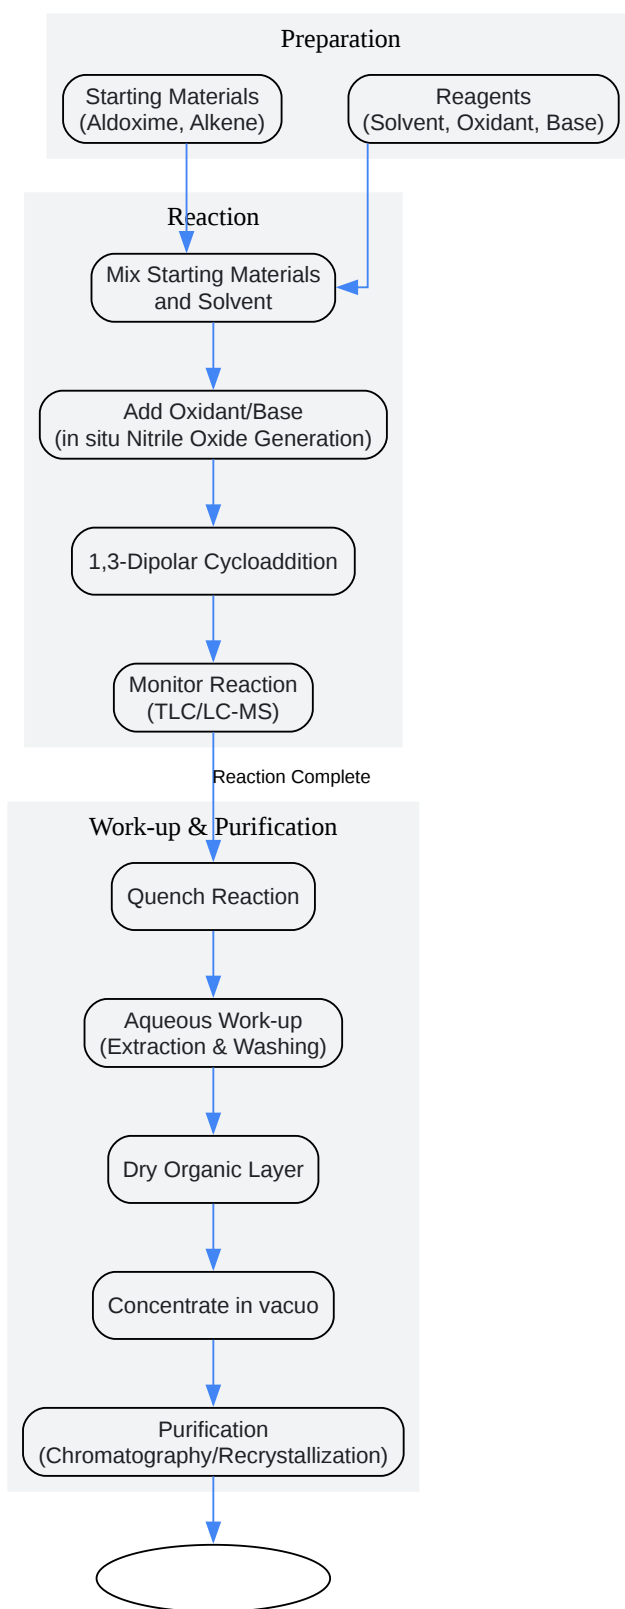 Preparation
Starting Materials
(Aldoxime, Alkene)
Reagents
(Solvent, Oxidant, Base)
Reaction
Mix Starting Materials
and Solvent
Add Oxidant/Base
(in situ Nitrile Oxide Generation)
1,3-Dipolar Cycloaddition
Monitor Reaction
(TLC/LC-MS)
Reaction Complete
Work-up & Purification
Quench Reaction
Aqueous Work-up
(Extraction & Washing)
Dry Organic Layer
Concentrate in vacuo
Purification
(Chromatography/Recrystallization)